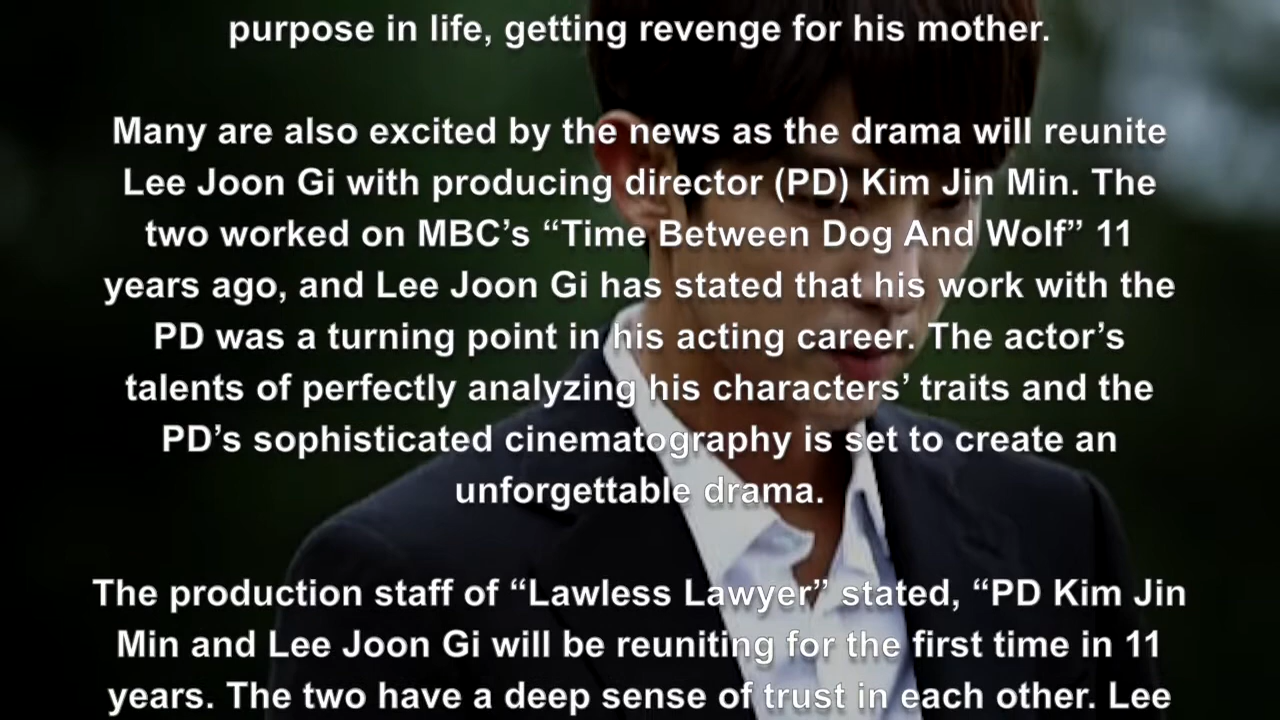 purpose in life, getting revenge for his mother.
Many are also excited by the news as the drama will reunite
Lee Joon Gi with producing director (PD) Kim Jin Min. The
two worked on MBC’s “Time Between Dog And Wolf” 11
years ago, and Lee Joon Gi has stated that his work with the
PD was a turning point in his acting career. The actor’s
talents of perfectly analyzing his characters’ traits and the
PD’s sophisticated cinematography is set to create an
unforgettable drama.
The production staff of “Lawless Lawyer” stated, “PD Kim Jin
Min and Lee Joon Gi will be reuniting for the first time in 11
years. The two have a deep sense of trust in each other. Lee